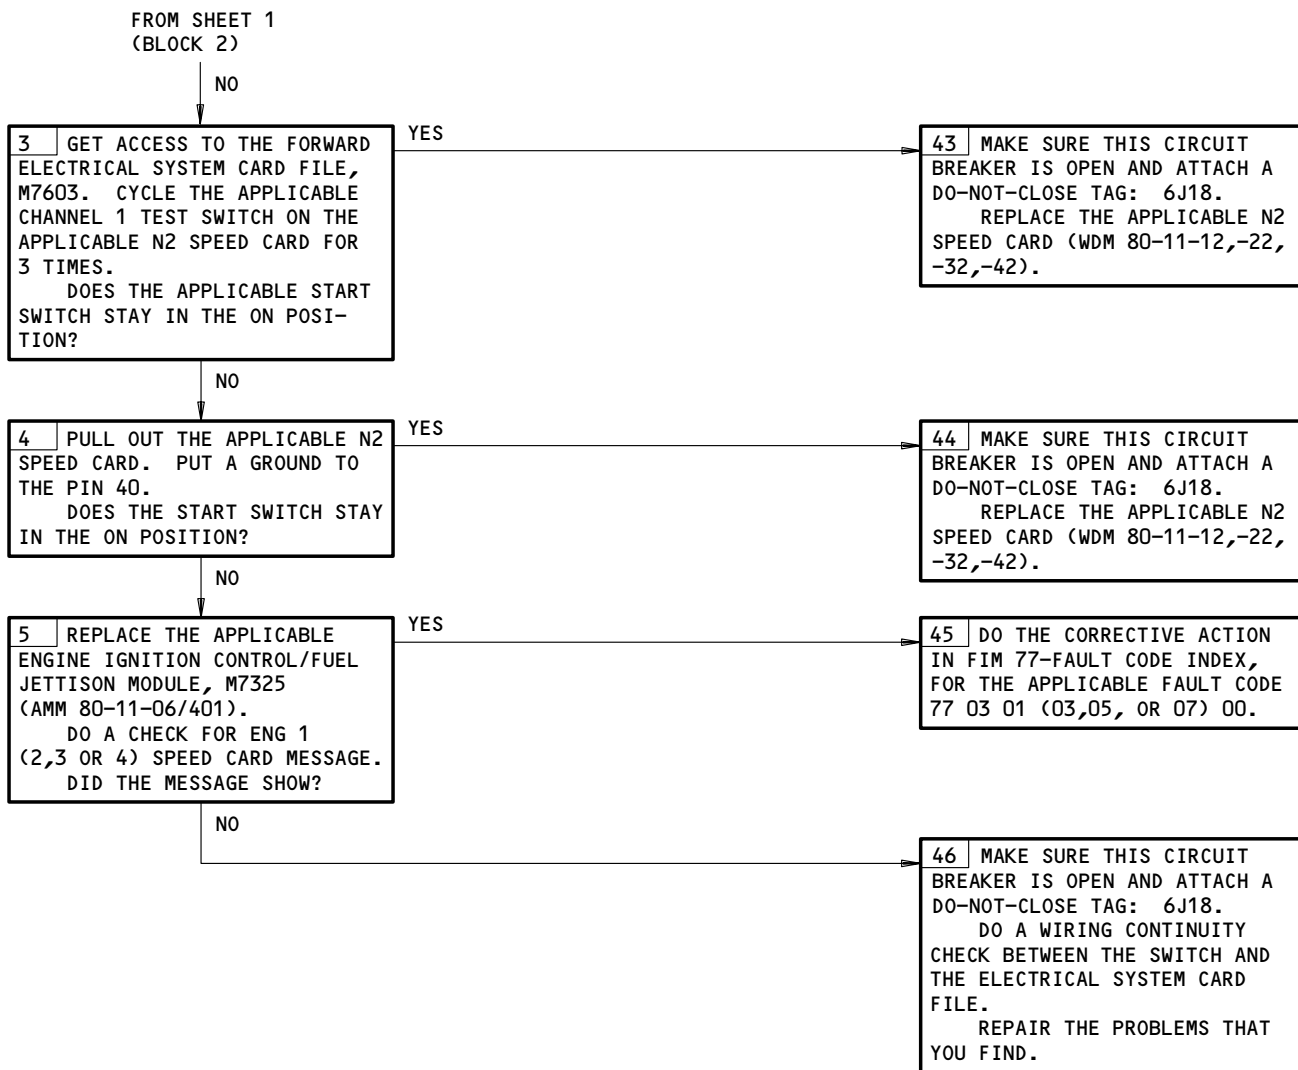 FROM SHEET 1
(BLOCK 2)
NO
3 GET ACCESS TO THE FORWARD
ELECTRICAL SYSTEM CARD FILE,
M7603. CYCLE THE APPLICABLE
CHANNEL 1 TEST SWITCH ON THE
APPLICABLE N2 SPEED CARD FOR
3 TIMES.
DOES THE APPLICABLE START
SWITCH STAY IN THE ON POSI-
TION?
YES
43 MAKE SURE THIS CIRCUIT
BREAKER IS OPEN AND ATTACH A
DO-NOT-CLOSE TAG: 6J18.
REPLACE THE APPLICABLE N2
SPEED CARD (WDM 80-11-12,-22,
-32,-42).
NO
4 PULL OUT THE APPLICABLE N2
SPEED CARD. PUT A GROUND TO
THE PIN 40.
DOES THE START SWITCH STAY
IN THE ON POSITION?
YES
44 MAKE SURE THIS CIRCUIT
BREAKER IS OPEN AND ATTACH A
DO-NOT-CLOSE TAG: 6J18.
REPLACE THE APPLICABLE N2
SPEED CARD (WDM 80-11-12,-22,
-32,-42).
NO
5 REPLACE THE APPLICABLE
ENGINE IGNITION CONTROL/FUEL
JETTISON MODULE, M7325
(AMM 80-11-06/401).
DO A CHECK FOR ENG 1
(2,3 OR 4) SPEED CARD MESSAGE.
DID THE MESSAGE SHOW?
YES
45 DO THE CORRECTIVE ACTION
IN FIM 77-FAULT CODE INDEX,
FOR THE APPLICABLE FAULT CODE
77 03 01 (03,05, OR 07) 00.
NO
46 MAKE SURE THIS CIRCUIT
BREAKER IS OPEN AND ATTACH A
DO-NOT-CLOSE TAG: 6J18.
DO A WIRING CONTINUITY
CHECK BETWEEN THE SWITCH AND
THE ELECTRICAL SYSTEM CARD
FILE.
REPAIR THE PROBLEMS THAT
YOU FIND.